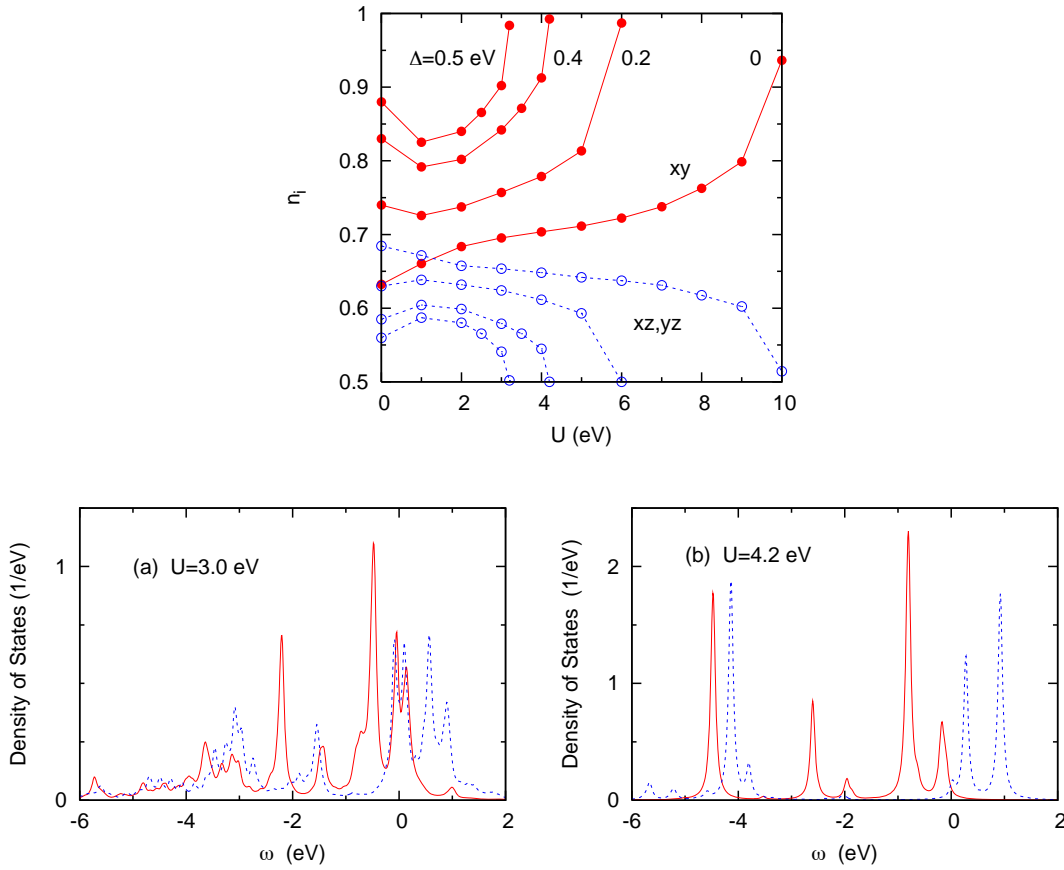 1
0.9
0.8
0.7
0.6
0.5
n_i
Δ=0.5 eV
0.4
0.2
0
xy
xz,yz
0 2 4 6 8 10
U (eV)
(a) U=3.0 eV
1
0
Density of States (1/eV)
-6 -4 -2 0 2
ω (eV)
(b) U=4.2 eV
2
1
0
Density of States (1/eV)
-6 -4 -2 0 2
ω (eV)